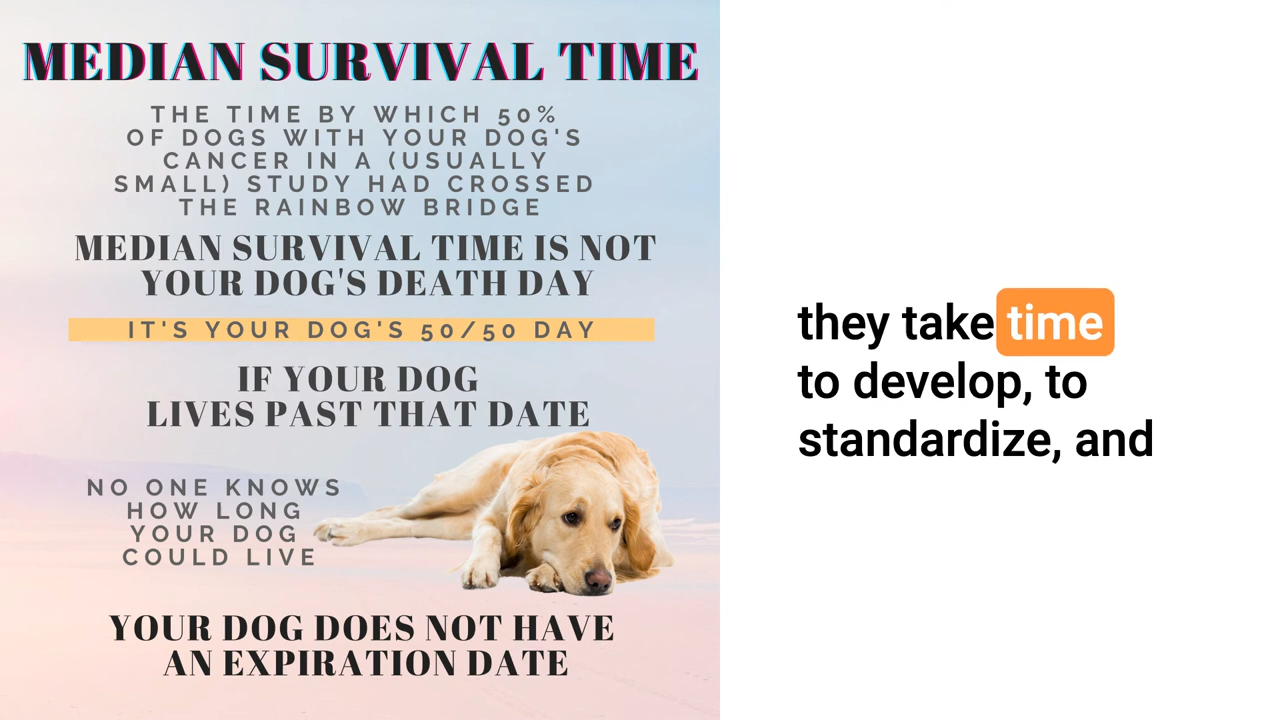 MEDIAN SURVIVAL TIME
THE TIME BY WHICH 50%
OF DOGS WITH YOUR DOG'S
CANCER IN A (USUALLY
SMALL) STUDY HAD CROSSED
THE RAINBOW BRIDGE
MEDIAN SURVIVAL TIME IS NOT
YOUR DOG'S DEATH DAY
IT'S YOUR DOG'S 50/50 DAY
IF YOUR DOG
LIVES PAST THAT DATE
NO ONE KNOWS
HOW LONG
YOUR DOG
COULD LIVE
YOUR DOG DOES NOT HAVE
AN EXPIRATION DATE
they take time
to develop, to
standardize, and